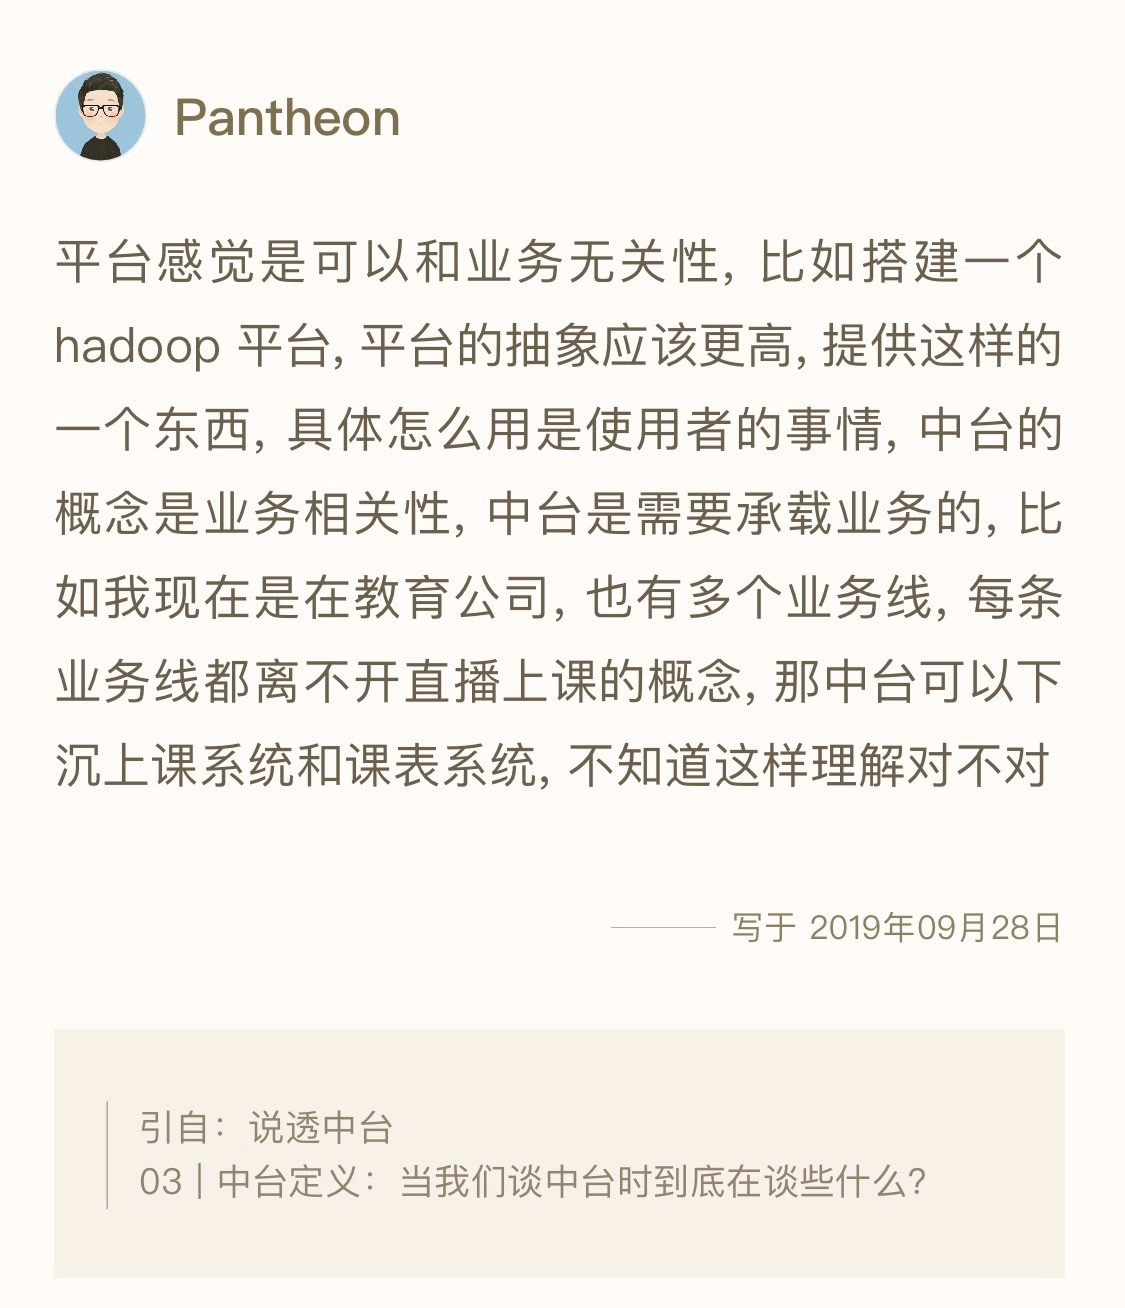 Pantheon
平台感觉是可以和业务无关性, 比如搭建一个
hadoop 平台, 平台的抽象应该更高, 提供这样的
一个东西, 具体怎么用是使用者的事情, 中台的
概念是业务相关性, 中台是需要承载业务的, 比
如我现在是在教育公司, 也有多个业务线, 每条
业务线都离不开直播上课的概念, 那中台可以下
沉上课系统和课表系统, 不知道这样理解对不对
写于 2019年09月28日
引自：说透中台
03 | 中台定义：当我们谈中台时到底在谈些什么?